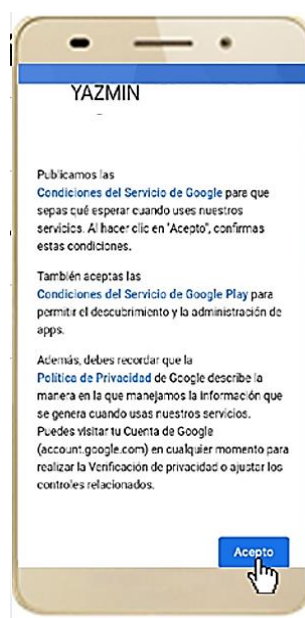 YAZMIN
Publicamos las
Condiciones del Servicio de Google para que
sepas qué esperar cuando uses nuestros
servicios. Al hacer clic en "Acepto", confirmas
estas condiciones.
También aceptas las
Condiciones del Servicio de Google Play para
permitir el descubrimiento y la administración de
apps.
Además, debes recordar que la
Política de Privacidad de Google describe la
manera en la que manejamos la información que
se genera cuando usas nuestros servicios.
Puedes visitar tu Cuenta de Google
(account.google.com) en cualquier momento para
realizar la Verificación de privacidad o ajustar los
controles relacionados.
Acepto